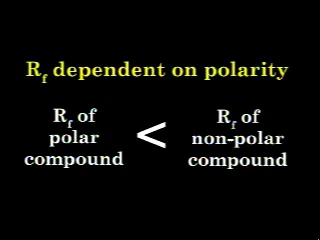 Rf dependent on polarity
Rf of
polar
compound
<
Rf of
non-polar
compound